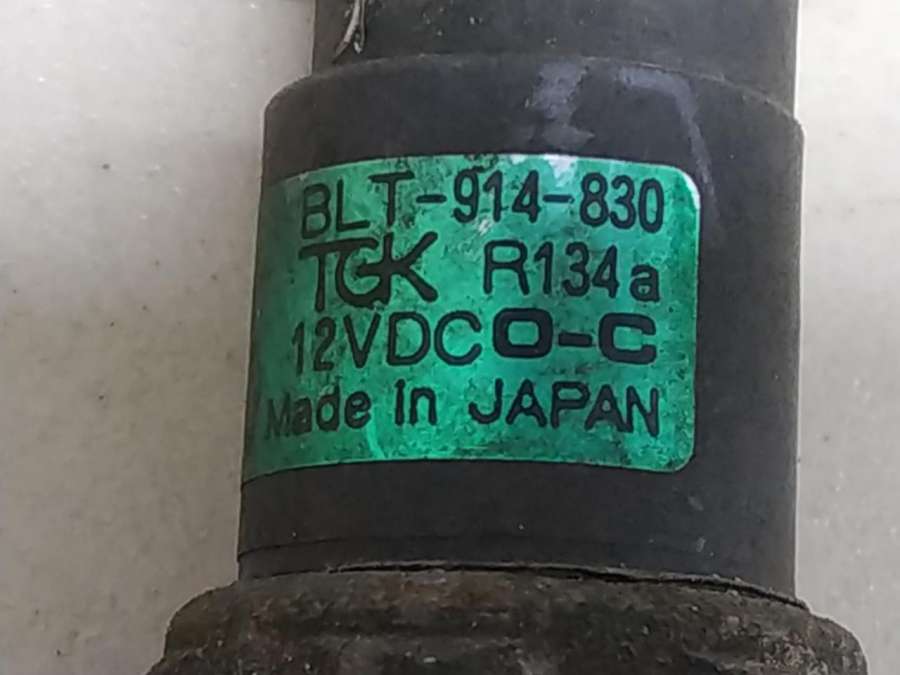 BLT-914-830
TGK R134a
12VDC O-C
Made in JAPAN